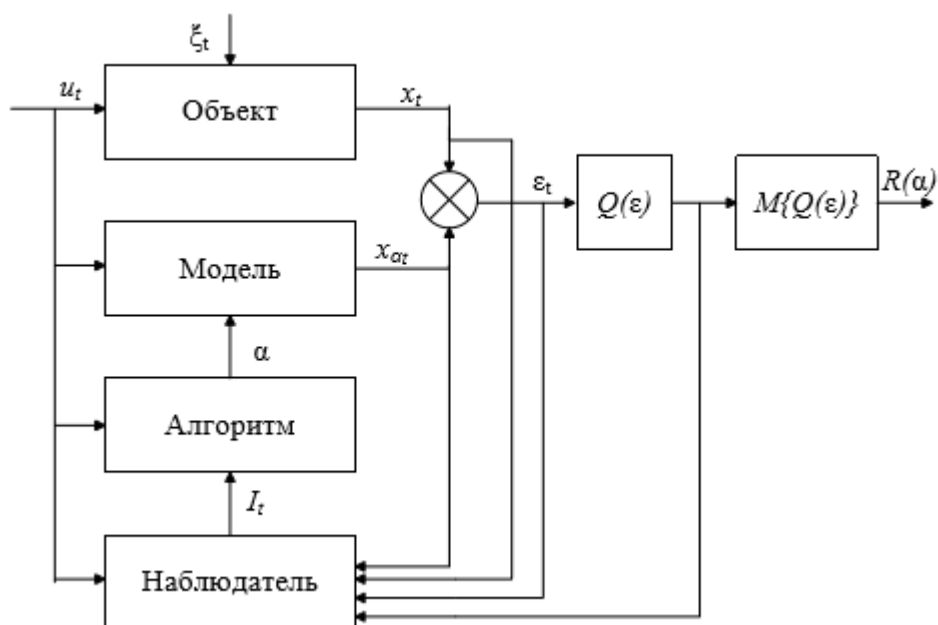 ξt
ut
Объект
xt
εt
Q(ε)
M{Q(ε)}
R(α)
Модель
xαt
α
Алгоритм
It
Наблюдатель